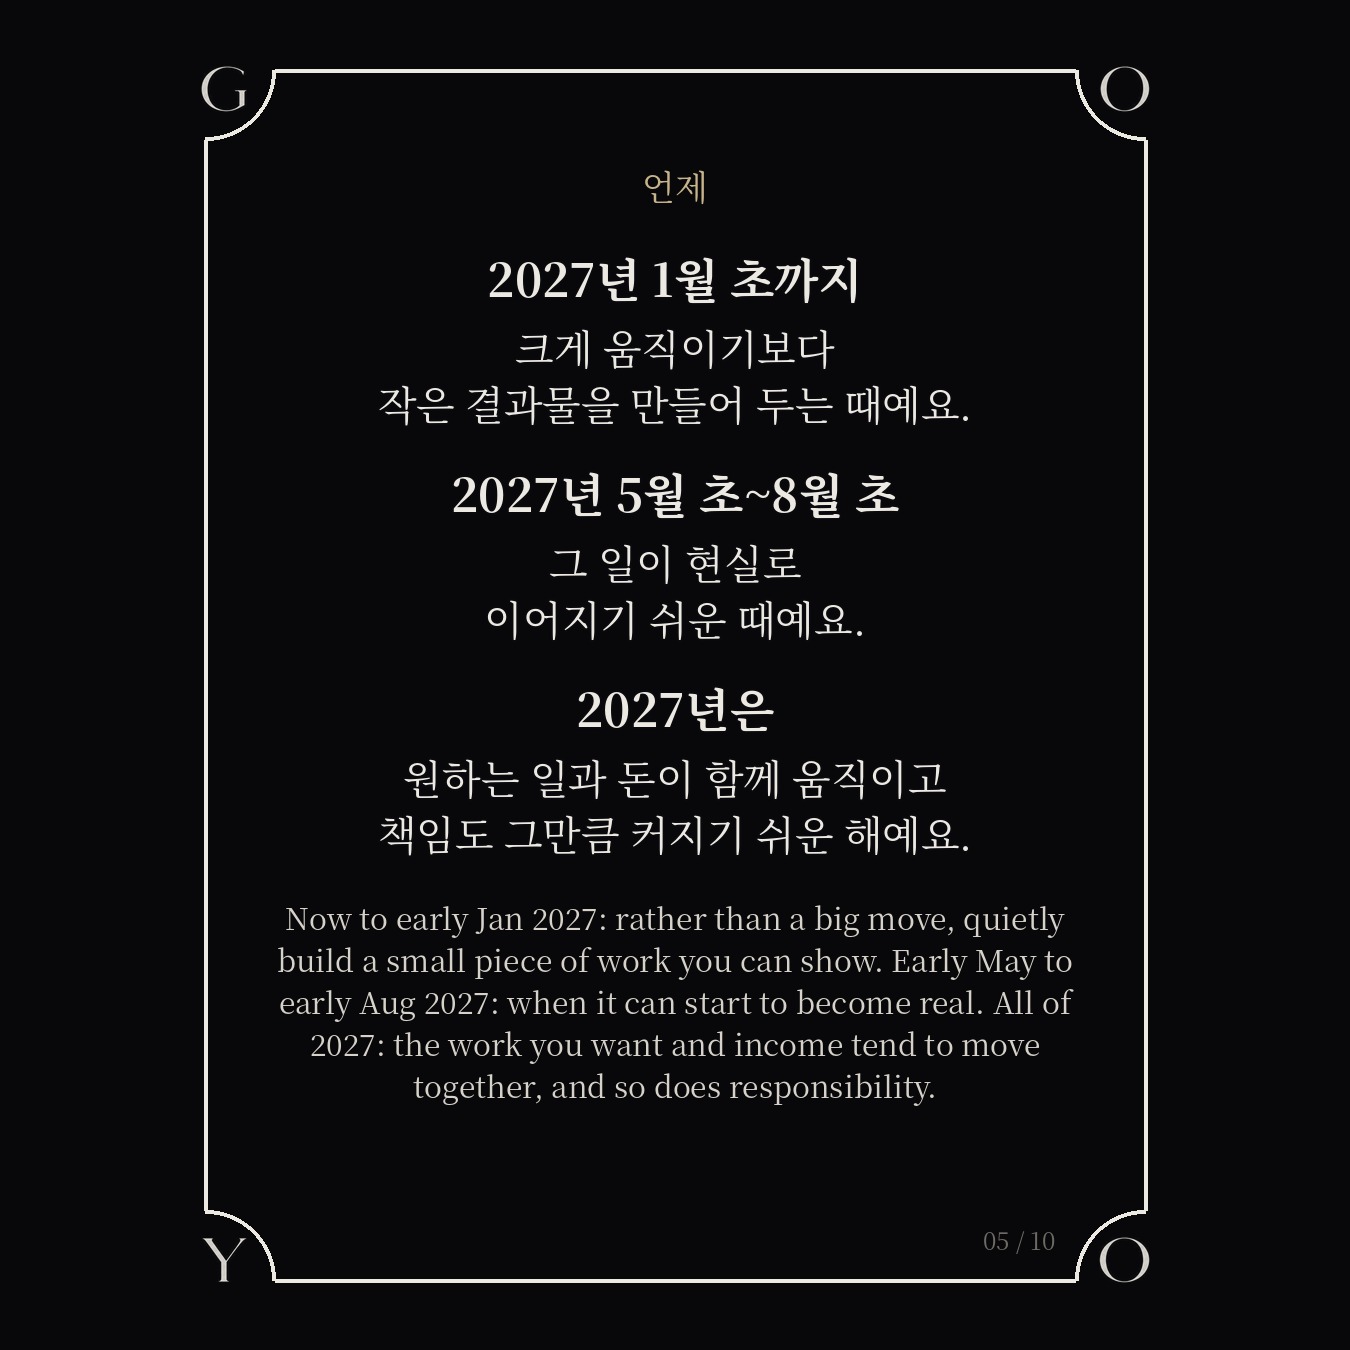 G O
언제
2027년 1월 초까지
크게 움직이기보다
작은 결과물을 만들어 두는 때예요.
2027년 5월 초~8월 초
그 일이 현실로
이어지기 쉬운 때예요.
2027년은
원하는 일과 돈이 함께 움직이고
책임도 그만큼 커지기 쉬운 해예요.
Now to early Jan 2027: rather than a big move, quietly
build a small piece of work you can show. Early May to
early Aug 2027: when it can start to become real. All of
2027: the work you want and income tend to move
together, and so does responsibility.
05 / 10
Y O